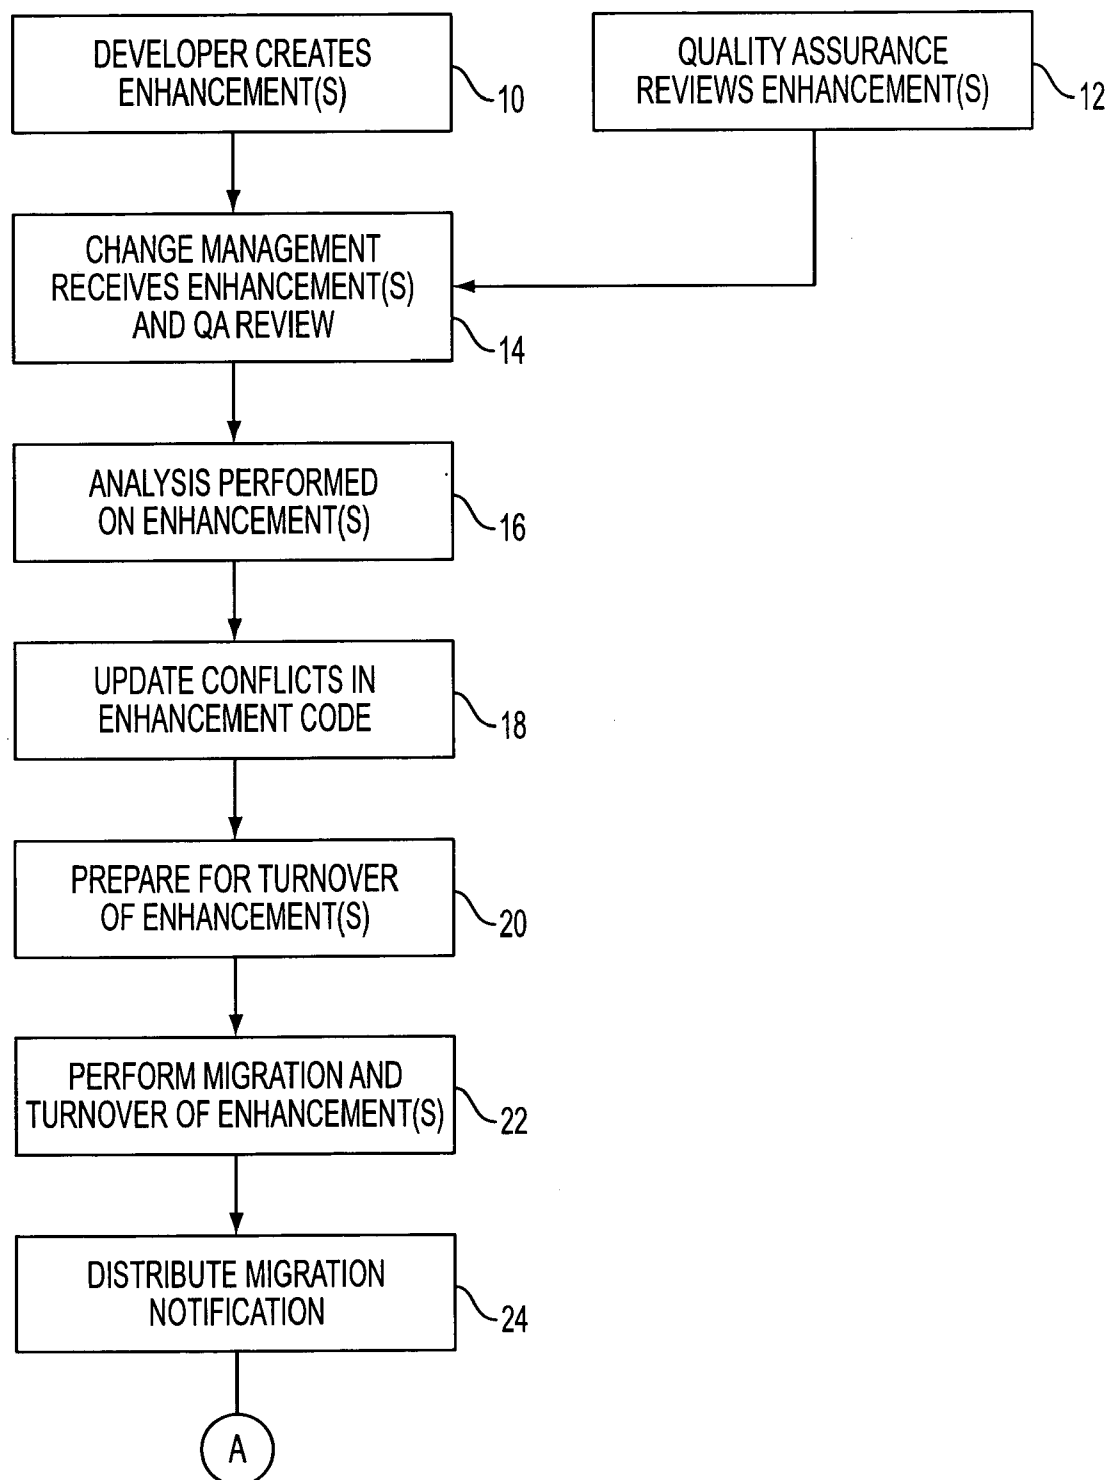 DEVELOPER CREATES
ENHANCEMENT(S)
10
QUALITY ASSURANCE
REVIEWS ENHANCEMENT(S)
12
CHANGE MANAGEMENT
RECEIVES ENHANCEMENT(S)
AND QA REVIEW
14
ANALYSIS PERFORMED
ON ENHANCEMENT(S)
16
UPDATE CONFLICTS IN
ENHANCEMENT CODE
18
PREPARE FOR TURNOVER
OF ENHANCEMENT(S)
20
PERFORM MIGRATION AND
TURNOVER OF ENHANCEMENT(S)
22
DISTRIBUTE MIGRATION
NOTIFICATION
24
A